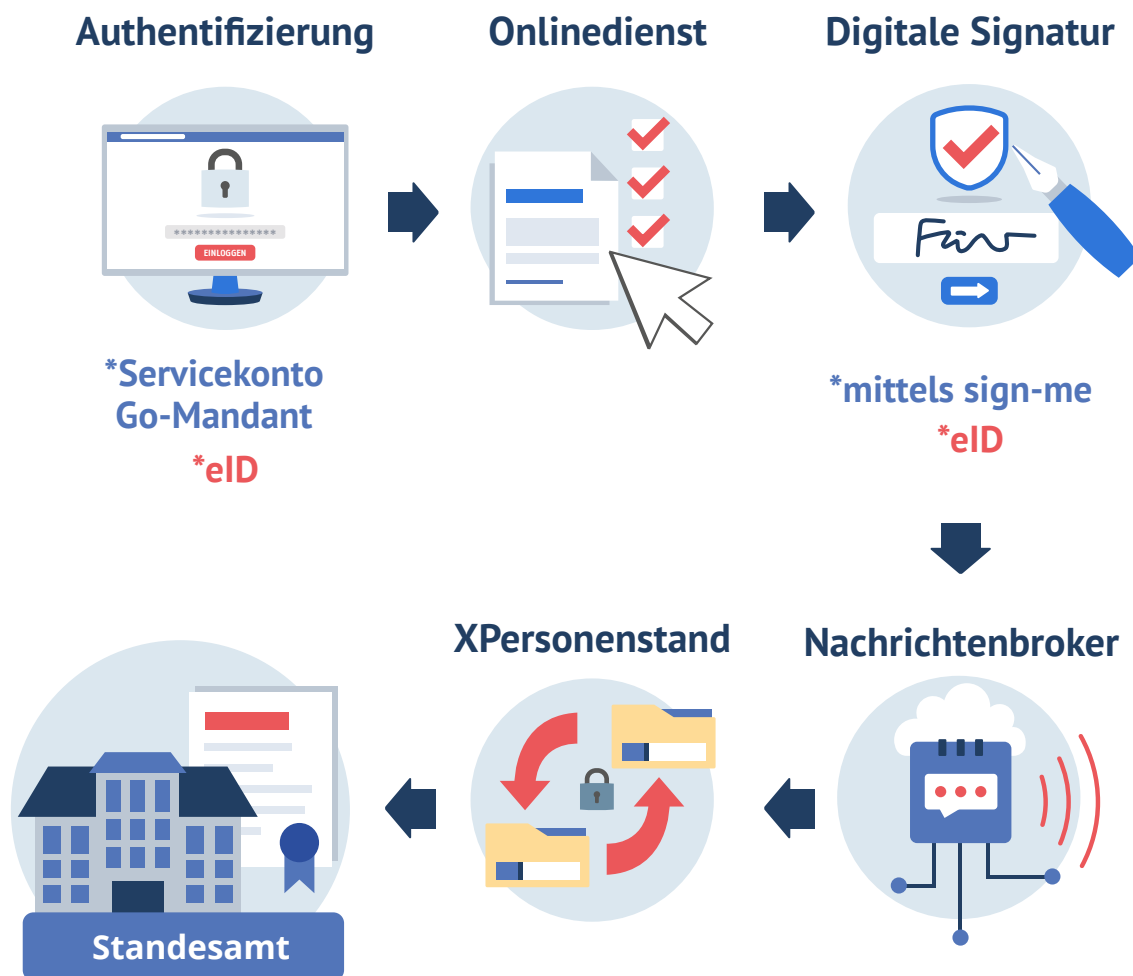 Authentifizierung
Onlinedienst
Digitale Signatur
***************
EINLOGGEN
*Servicekonto
Go-Mandant
*eID
*mittels sign-me
*eID
XPersonenstand
Nachrichtenbroker
Standesamt